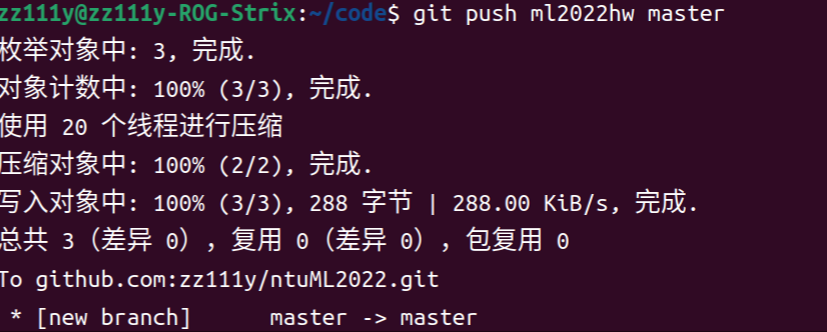 zz111y@zz111y-ROG-Strix:~/code$ git push ml2022hw master
枚举对象中: 3, 完成.
对象计数中: 100% (3/3), 完成.
使用 20 个线程进行压缩
压缩对象中: 100% (2/2), 完成.
写入对象中: 100% (3/3), 288 字节 | 288.00 KiB/s, 完成.
总共 3（差异 0），复用 0（差异 0），包复用 0
To github.com:zz111y/ntuML2022.git
 * [new branch]      master -> master